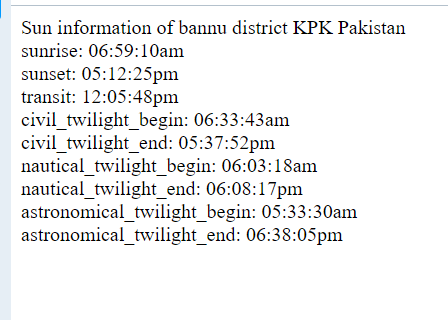 Sun information of bannu district KPK Pakistan
sunrise: 06:59:10am
sunset: 05:12:25pm
transit: 12:05:48pm
civil_twilight_begin: 06:33:43am
civil_twilight_end: 05:37:52pm
nautical_twilight_begin: 06:03:18am
nautical_twilight_end: 06:08:17pm
astronomical_twilight_begin: 05:33:30am
astronomical_twilight_end: 06:38:05pm